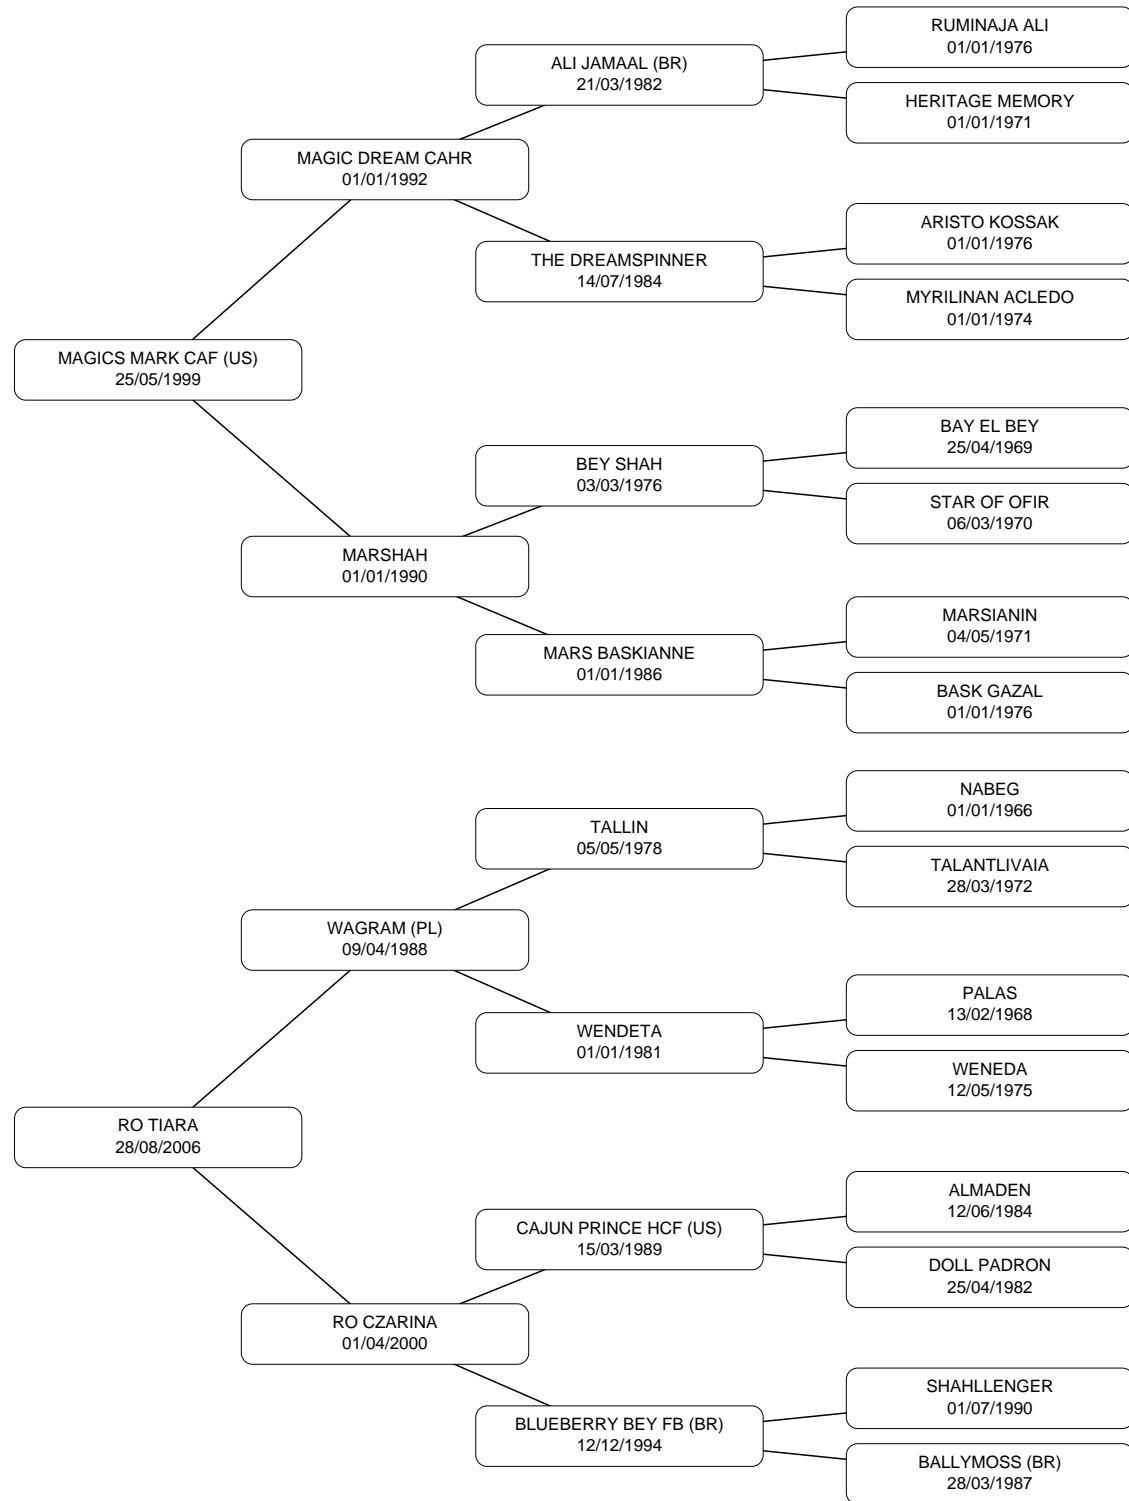 RUMINAJA ALI
01/01/1976
ALI JAMAAL (BR)
21/03/1982
HERITAGE MEMORY
01/01/1971
MAGIC DREAM CAHR
01/01/1992
ARISTO KOSSAK
01/01/1976
THE DREAMSPINNER
14/07/1984
MYRILINAN ACLEDO
01/01/1974
MAGICS MARK CAF (US)
25/05/1999
BAY EL BEY
25/04/1969
BEY SHAH
03/03/1976
STAR OF OFIR
06/03/1970
MARSHAH
01/01/1990
MARSIANIN
04/05/1971
MARS BASKIANNE
01/01/1986
BASK GAZAL
01/01/1976
NABEG
01/01/1966
TALLIN
05/05/1978
TALANTLIVAIA
28/03/1972
WAGRAM (PL)
09/04/1988
PALAS
13/02/1968
WENDETA
01/01/1981
WENEDA
12/05/1975
RO TIARA
28/08/2006
ALMADEN
12/06/1984
CAJUN PRINCE HCF (US)
15/03/1989
DOLL PADRON
25/04/1982
RO CZARINA
01/04/2000
SHAHLLENGER
01/07/1990
BLUEBERRY BEY FB (BR)
12/12/1994
BALLYMOSS (BR)
28/03/1987